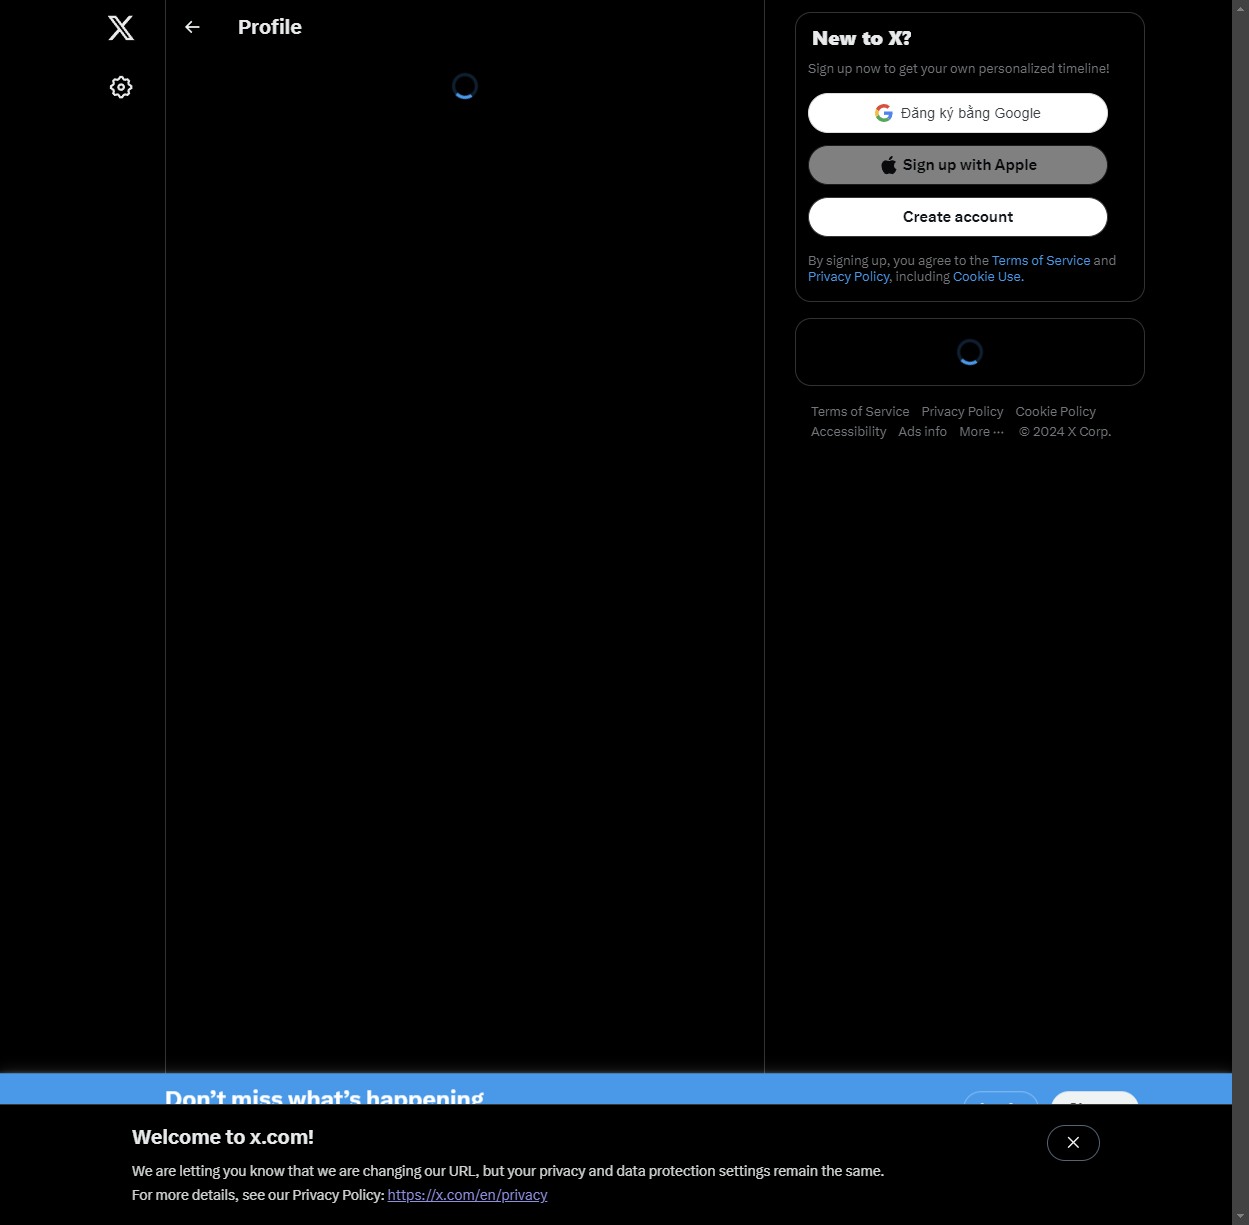 Profile
New to X?
Sign up now to get your own personalized timeline!
Đăng ký bằng Google
Sign up with Apple
Create account
By signing up, you agree to the Terms of Service and
Privacy Policy, including Cookie Use.
Terms of Service Privacy Policy Cookie Policy
Accessibility Ads info More ··· © 2024 X Corp.
Don’t miss what’s happening
Welcome to x.com!
We are letting you know that we are changing our URL, but your privacy and data protection settings remain the same.
For more details, see our Privacy Policy: https://x.com/en/privacy